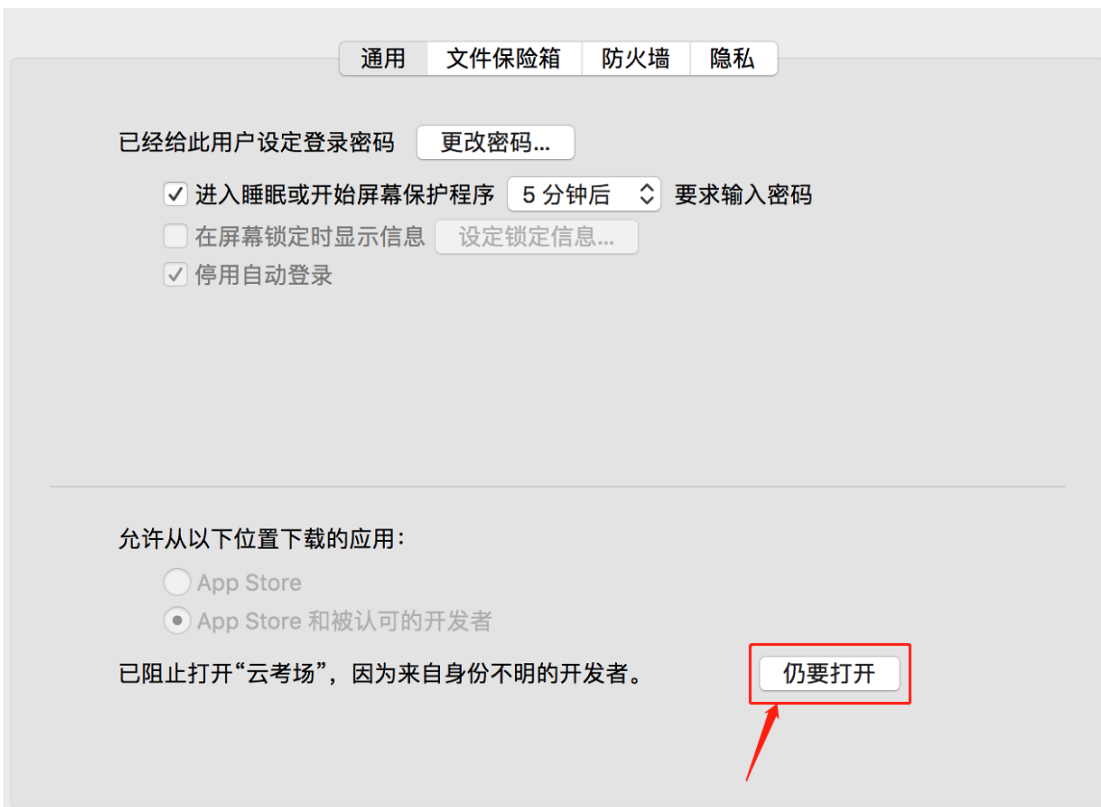 通用 文件保险箱 防火墙 隐私
已经给此用户设定登录密码 更改密码...
进入睡眠或开始屏幕保护程序 5 分钟后 要求输入密码
在屏幕锁定时显示信息 设定锁定信息...
停用自动登录
允许从以下位置下载的应用：
App Store
App Store 和被认可的开发者
已阻止打开“云考场”，因为来自身份不明的开发者。 仍要打开